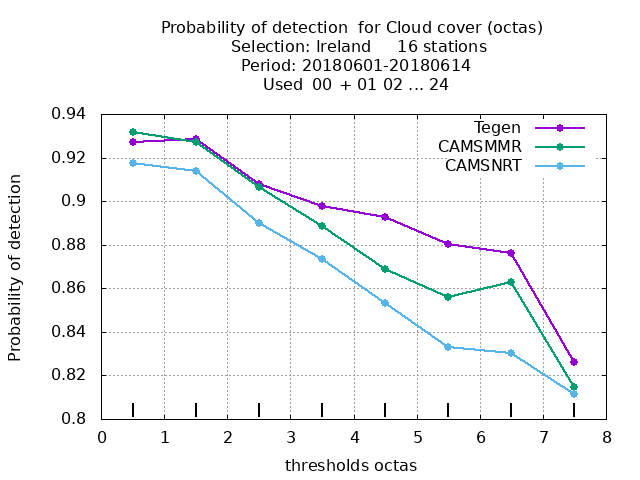 Probability of detection  for Cloud cover (octas)
Selection: Ireland     16 stations
Period: 20180601-20180614
Used  00  + 01 02 ... 24
Tegen
CAMSMMR
CAMSNRT
Probability of detection
0.94
0.92
0.9
0.88
0.86
0.84
0.82
0.8
0 1 2 3 4 5 6 7 8
thresholds octas